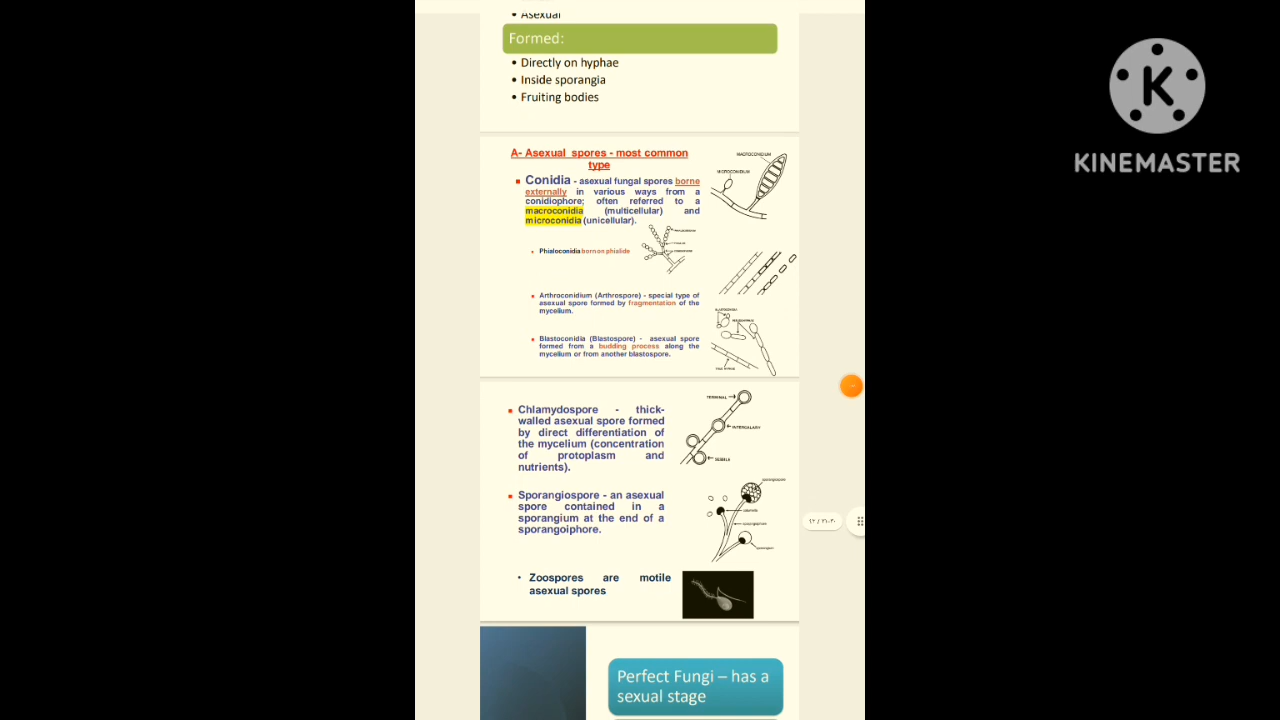 • Asexual
Formed:
• Directly on hyphae
• Inside sporangia
• Fruiting bodies
A- Asexual spores - most common
type
Conidia - asexual fungal spores borne
externally in various ways from a
conidiophore; often referred to a
macroconidia (multicellular) and
microconidia (unicellular).
MACROCONIDIUM
MICROCONIDIUM
Phialoconidia born on phialide
Arthroconidium (Arthrospore) - special type of
asexual spore formed by fragmentation of the
mycelium.
Blastoconidia (Blastospore) - asexual spore
formed from a budding process along the
mycelium or from another blastospore.
Chlamydospore - thick-
walled asexual spore formed
by direct differentiation of
the mycelium (concentration
of protoplasm and
nutrients).
TERMINAL
INTERCALARY
SESSILE
Sporangiospore - an asexual
spore contained in a
sporangium at the end of a
sporangoiphore.
• Zoospores are motile
asexual spores
Perfect Fungi – has a
sexual stage
KINEMASTER